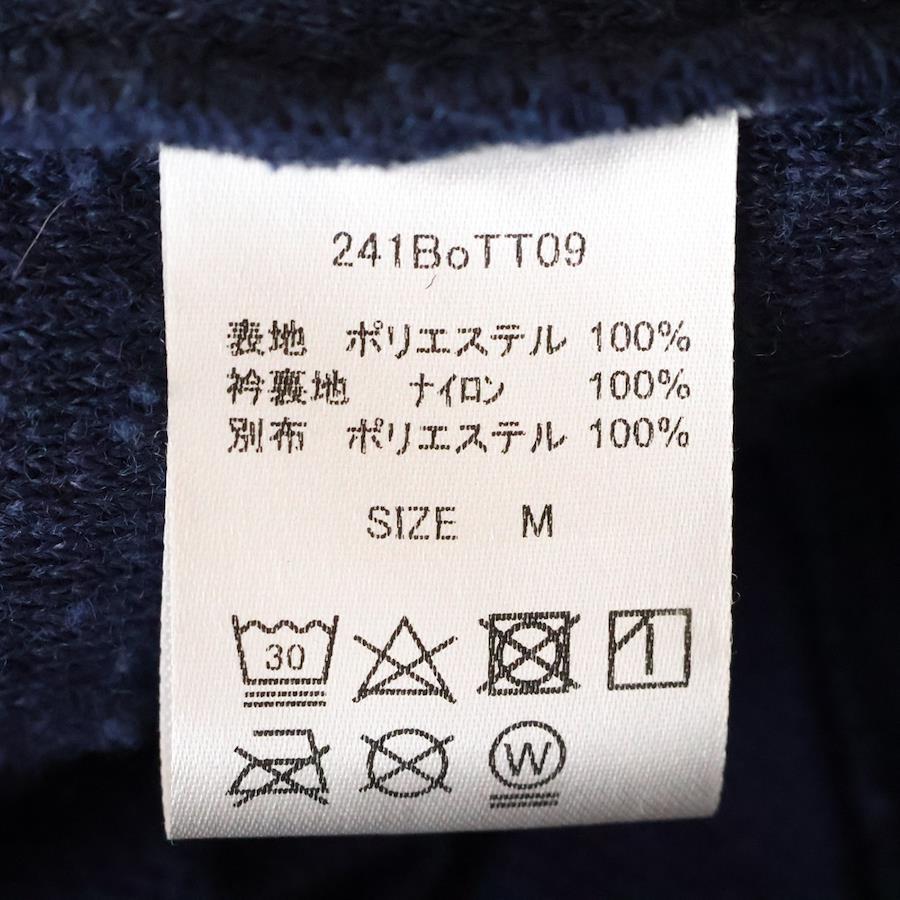 241BoTT09
表地 ポリエステル 100%
衿裏地 ナイロン 100%
別布 ポリエステル 100%
SIZE M
30
W